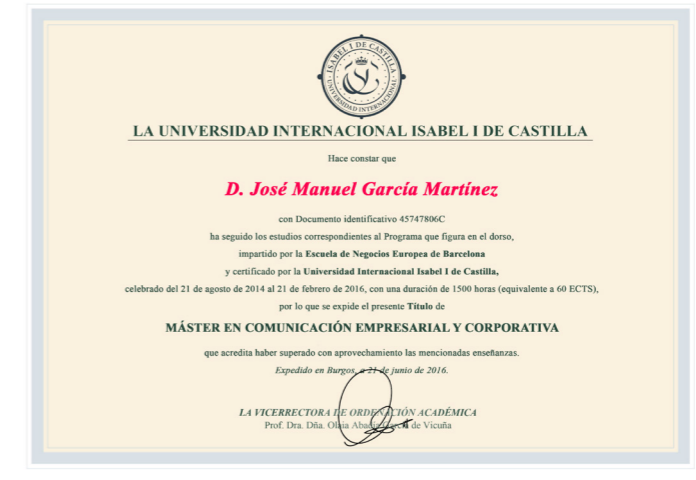 ISABEL I DE CASTILLA
UNIVERSIDAD INTERNACIONAL
LA UNIVERSIDAD INTERNACIONAL ISABEL I DE CASTILLA
Hace constar que
D. José Manuel García Martínez
con Documento identificativo 45747806C
ha seguido los estudios correspondientes al Programa que figura en el dorso,
impartido por la Escuela de Negocios Europea de Barcelona
y certificado por la Universidad Internacional Isabel I de Castilla,
celebrado del 21 de agosto de 2014 al 21 de febrero de 2016, con una duración de 1500 horas (equivalente a 60 ECTS),
por lo que se expide el presente Título de
MÁSTER EN COMUNICACIÓN EMPRESARIAL Y CORPORATIVA
que acredita haber superado con aprovechamiento las mencionadas enseñanzas.
Expedido en Burgos, a 21 de junio de 2016.
LA VICERRECTORA DE ORDENACIÓN ACADÉMICA
Prof. Dra. Dña. Olaia de Vicuña